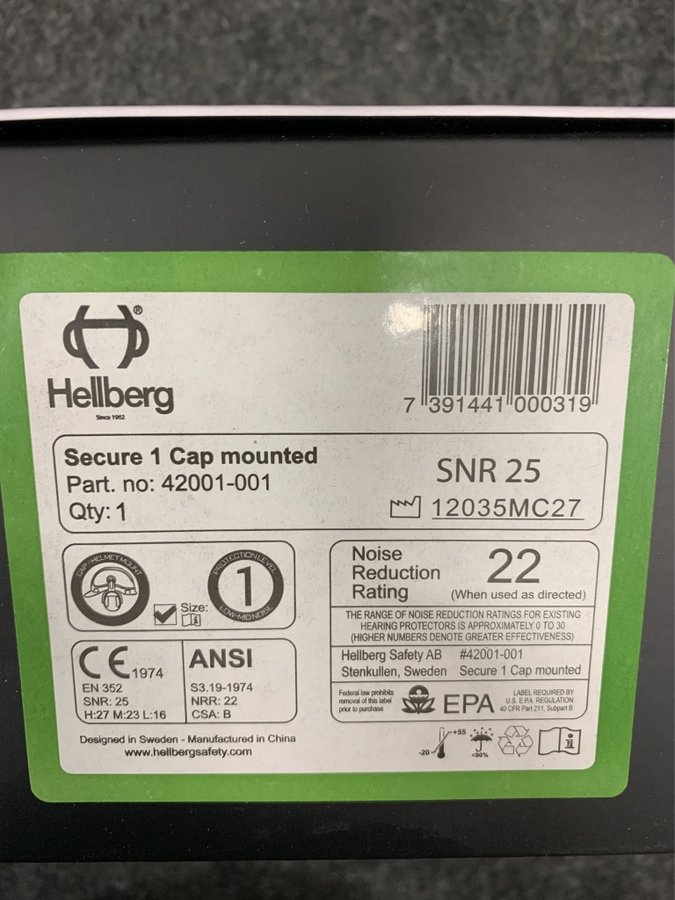 ®
Hellberg
Since 1962
7 391441 000319
Secure 1 Cap mounted
Part. no: 42001-001
Qty: 1
SNR 25
12035MC27
CAP/HELMET MOUNT
Size:
PROTECTION LEVEL
1
LOW-MID NOISE
CE 1974
EN 352
SNR: 25
H:27 M:23 L:16
ANSI
S3.19-1974
NRR: 22
CSA: B
Designed in Sweden - Manufactured in China
www.hellbergsafety.com
Noise
Reduction
Rating
22
(When used as directed)
THE RANGE OF NOISE REDUCTION RATINGS FOR EXISTING
HEARING PROTECTORS IS APPROXIMATELY 0 TO 30
(HIGHER NUMBERS DENOTE GREATER EFFECTIVENESS)
Hellberg Safety AB #42001-001
Stenkullen, Sweden Secure 1 Cap mounted
Federal law prohibits
removal of this label
prior to purchase
EPA
LABEL REQUIRED BY
U.S. E.P.A. REGULATION
40 CFR Part 211, Subpart B
-20
+55
<90%
i